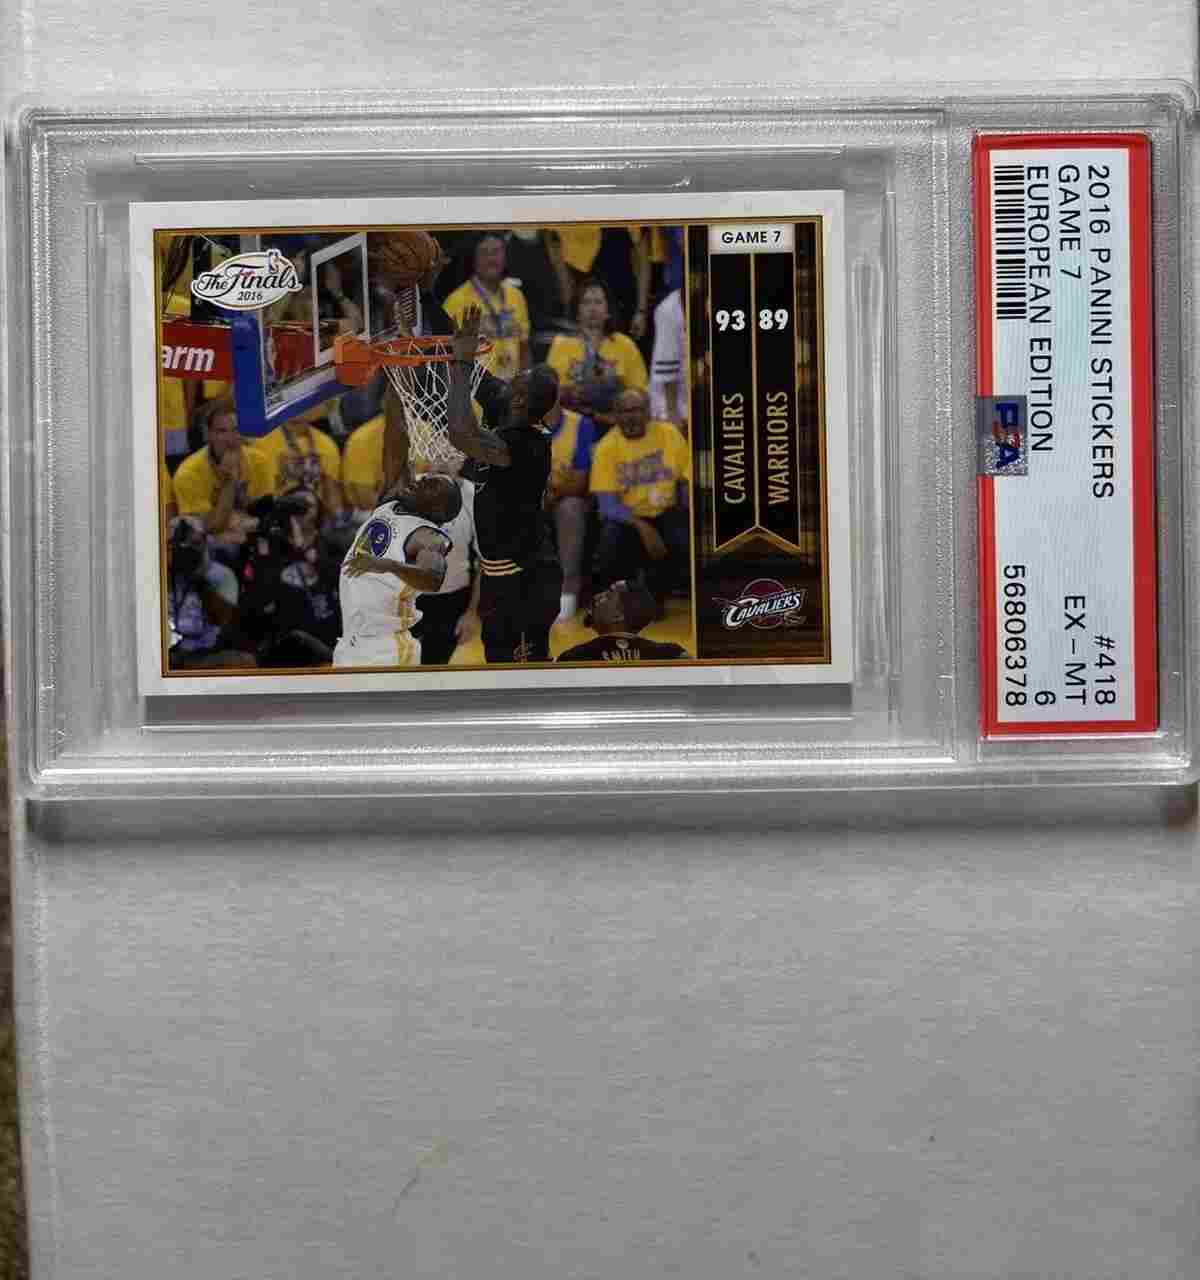 2016 PANINI STICKERS #418
GAME 7 EX – MT
EUROPEAN EDITION 6
56806378
PSA
The Finals
2016
GAME 7
93 89
CAVALIERS
WARRIORS
CAVALIERS
arm
9
SMITH